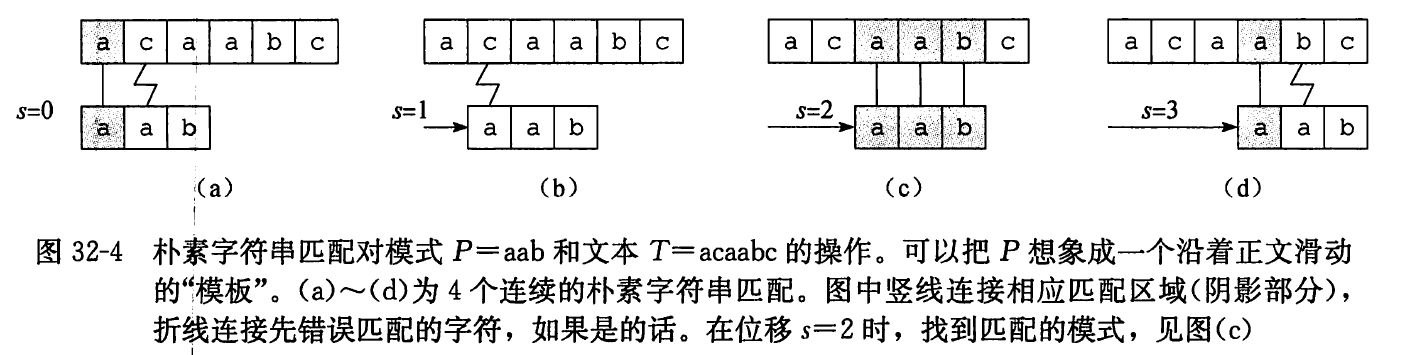 a c a a b c
a c a a b c
a c a a b c
a c a a b c
s=0
a a b
s=1
a a b
s=2
a a b
s=3
a a b
(a)
(b)
(c)
(d)
图 32-4 朴素字符串匹配对模式 P=aab 和文本 T=acaabc 的操作。可以把 P 想象成一个沿着正文滑动
的“模板”。(a)～(d)为 4 个连续的朴素字符串匹配。图中竖线连接相应匹配区域(阴影部分)，
折线连接先错误匹配的字符，如果是的话。在位移 s=2 时，找到匹配的模式，见图(c)